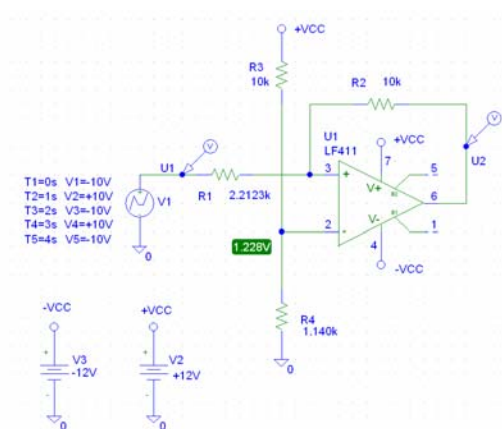 +VCC
R3
10k
R2
10k
U1
LF411
+VCC
U1
7
5
U2
V
V
T1=0s V1=-10V
T2=1s V2=+10V
T3=2s V3=-10V
T4=3s V4=+10V
T5=4s V5=-10V
V1
R1
2.2123k
3
+
V+
6
2
-
V-
4
1
1.228V
-VCC
0
R4
1.140k
0
-VCC
+VCC
+
V3
-12V
-
+
V2
+12V
-
0
0